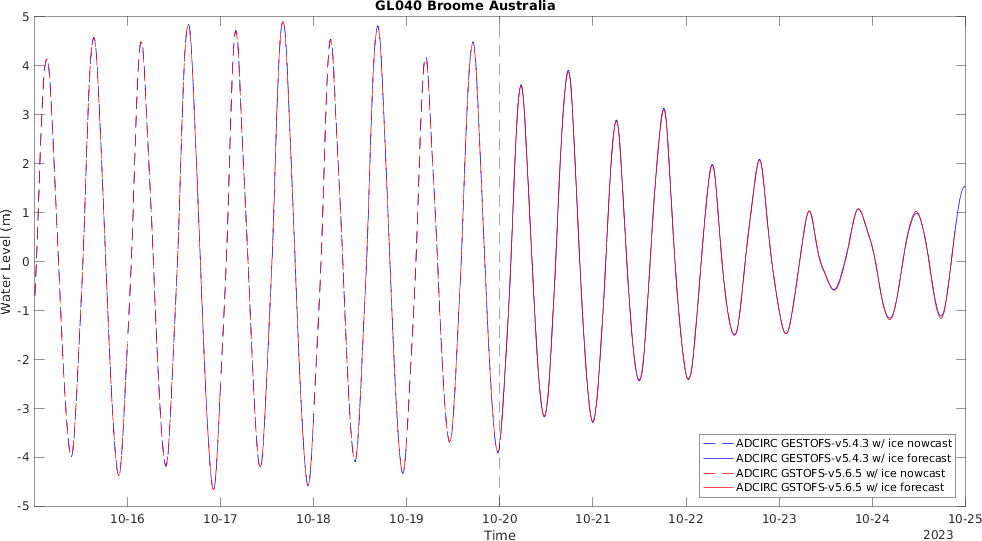 GL040 Broome Australia
Water Level (m)
5
4
3
2
1
0
-1
-2
-3
-4
-5
ADCIRC GESTOFS-v5.4.3 w/ ice nowcast
ADCIRC GESTOFS-v5.4.3 w/ ice forecast
ADCIRC GSTOFS-v5.6.5 w/ ice nowcast
ADCIRC GSTOFS-v5.6.5 w/ ice forecast
10-16 10-17 10-18 10-19 10-20 10-21 10-22 10-23 10-24 10-25
Time
2023